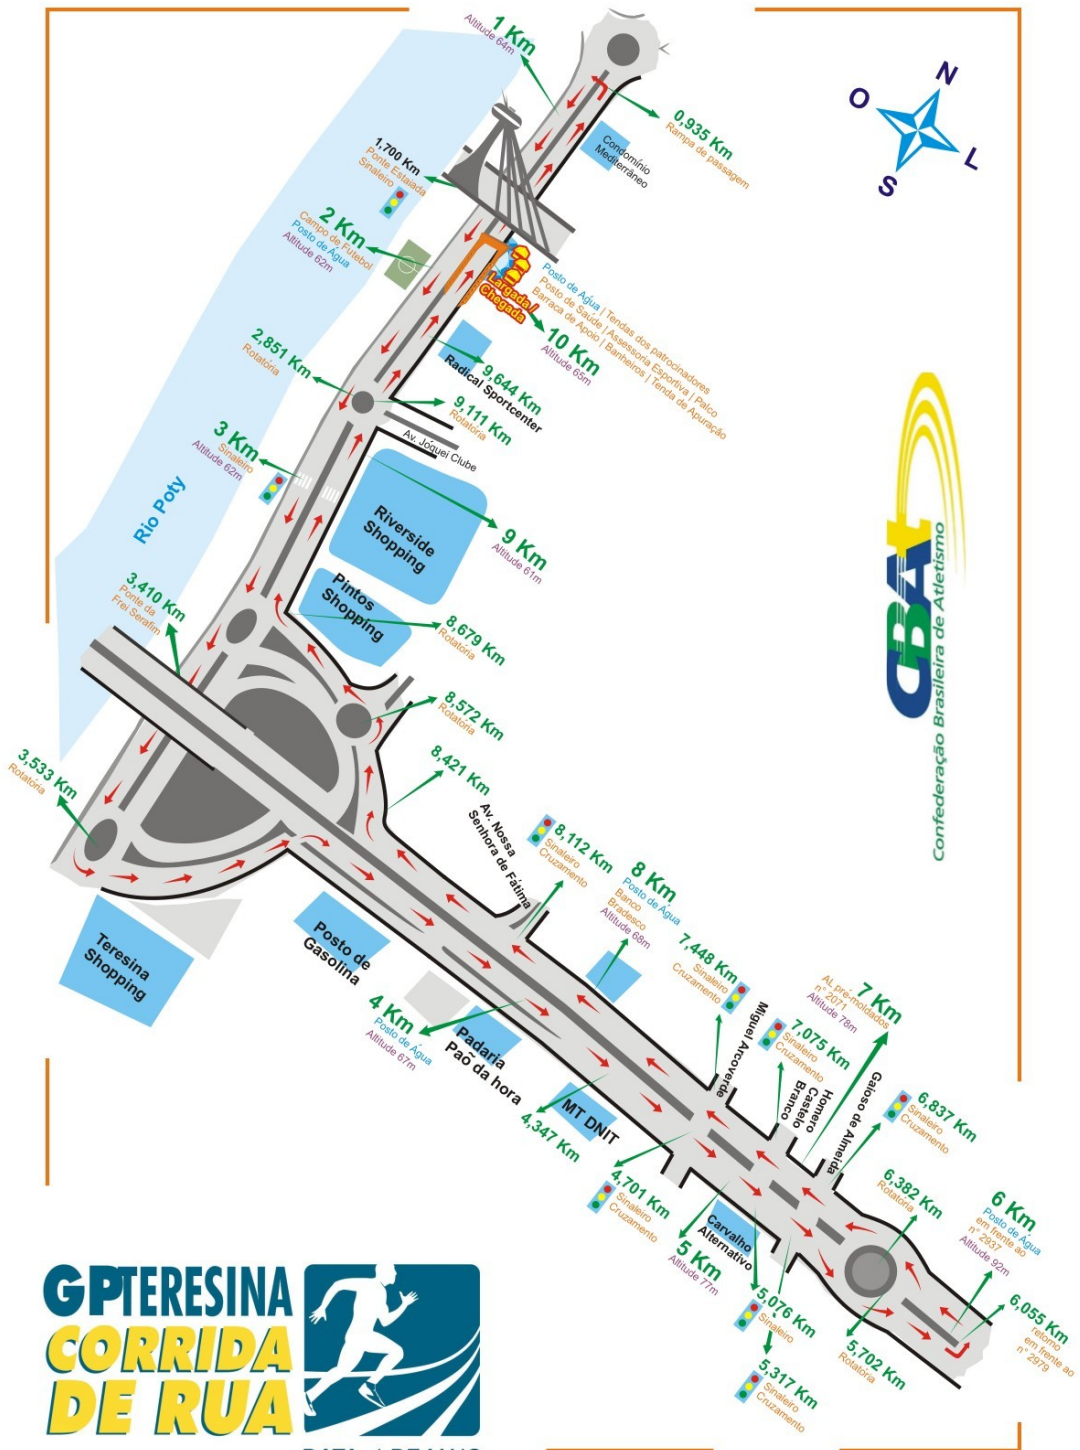 1 Km
Altitude 64m
N
O
L
S
0,935 Km
Rampa de passagem
Condomínio
Mediterrâneo
1,700 Km
Ponte Estaiada
Sinaleiro
2 Km
Campo de Futebol
Posto de Água
Altitude 62m
Largada /
Chegada
Posto de Água | Tendas dos patrocinadores
Posto de Saúde | Assessoria Esportiva | Palco
Barraca de Apoio | Banheiros | Tenda de Apuração
10 Km
Altitude 65m
2,851 Km
Rotatória
9,644 Km
Radical Sportcenter
9,111 Km
Rotatória
Av. Jóquei Clube
3 Km
Sinaleiro
Altitude 62m
Rio Poty
Riverside
Shopping
9 Km
Altitude 61m
Pintos
Shopping
3,410 Km
Ponte da
Frei Serafim
8,679 Km
Rotatória
8,572 Km
Rotatória
3,533 Km
Rotatória
8,421 Km
CBAt
Confederação Brasileira de Atletismo
Av. Nossa
Senhora de Fátima
8,112 Km
Sinaleiro
Cruzamento
8 Km
Posto de Água
Banco
Bradesco
Altitude 68m
Teresina
Shopping
Posto de
Gasolina
7,448 Km
Sinaleiro
Cruzamento
Miguel Arcoverde
7 Km
AL pré-moldados
n° 2071
Altitude 78m
7,075 Km
Sinaleiro
Cruzamento
Homero
Castelo
Branco
Gaioso de Almeida
4 Km
Posto de Água
Altitude 67m
Padaria
Paõ da hora
4,347 Km
MT DNIT
6,837 Km
Sinaleiro
Cruzamento
4,701 Km
Sinaleiro
Cruzamento
6,382 Km
Rotatória
6 Km
Posto de Água
em frente ao
n° 2937
Altitude 92m
Carvalho
Alternativo
5 Km
Altitude 77m
5,076 Km
Sinaleiro
5,317 Km
Sinaleiro
Cruzamento
5,702 Km
Rotatória
6,055 Km
retorno
em frente ao
n° 2979
GPTERESINA
CORRIDA
DE RUA